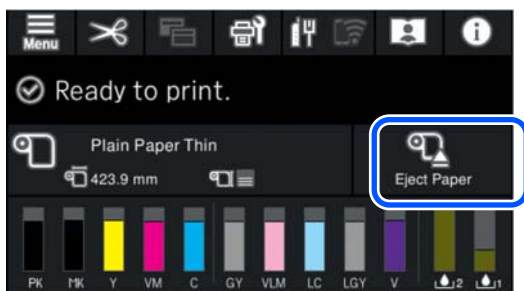 Menu
Ready to print.
Plain Paper Thin
423.9 mm
Eject Paper
PK MK Y VM C GY VLM LC LGY V 2 1